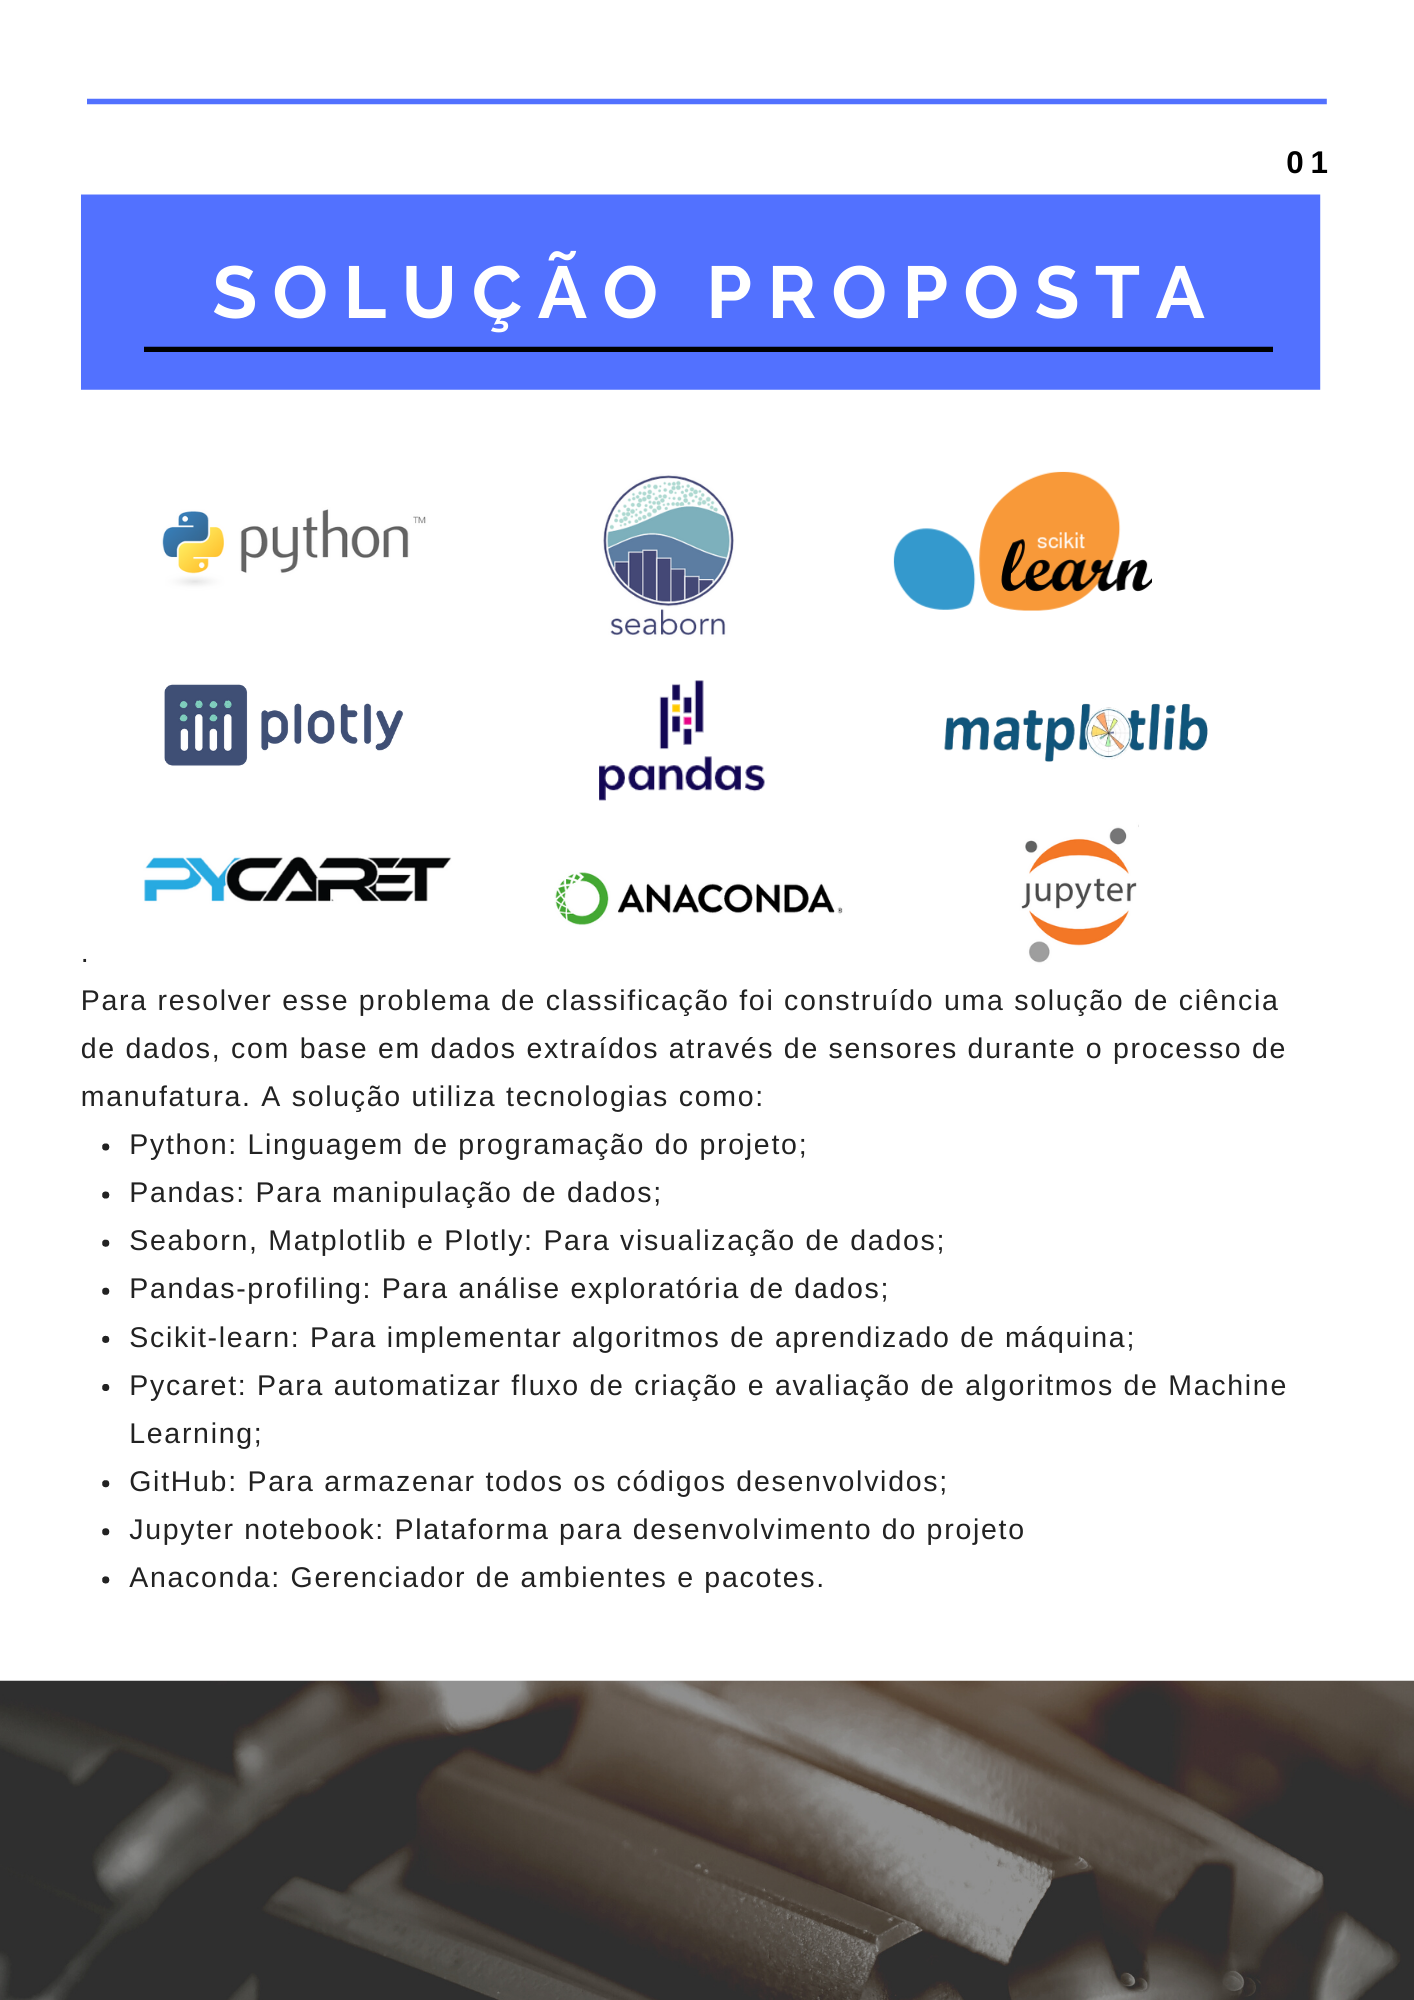 01
SOLUÇÃO PROPOSTA
python™
seaborn
scikit
learn
plotly
pandas
matplotlib
PYCARET
ANACONDA®
jupyter
.
Para resolver esse problema de classificação foi construído uma solução de ciência
de dados, com base em dados extraídos através de sensores durante o processo de
manufatura. A solução utiliza tecnologias como:
• Python: Linguagem de programação do projeto;
• Pandas: Para manipulação de dados;
• Seaborn, Matplotlib e Plotly: Para visualização de dados;
• Pandas-profiling: Para análise exploratória de dados;
• Scikit-learn: Para implementar algoritmos de aprendizado de máquina;
• Pycaret: Para automatizar fluxo de criação e avaliação de algoritmos de Machine
Learning;
• GitHub: Para armazenar todos os códigos desenvolvidos;
• Jupyter notebook: Plataforma para desenvolvimento do projeto
• Anaconda: Gerenciador de ambientes e pacotes.